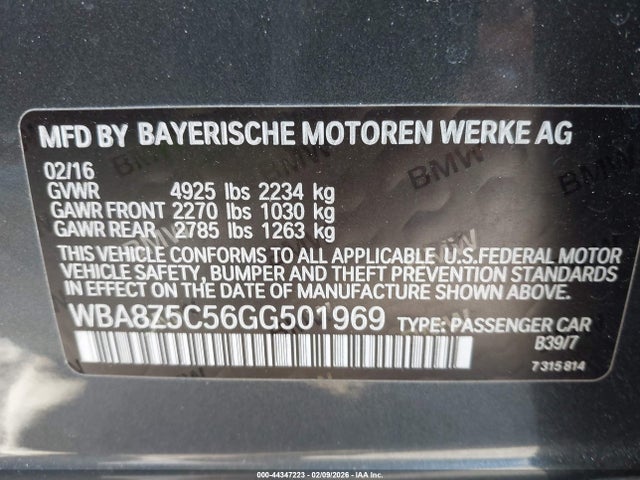 MFD BY BAYERISCHE MOTOREN WERKE AG
02/16
GVWR 4925 lbs 2234 kg
GAWR FRONT 2270 lbs 1030 kg
GAWR REAR 2785 lbs 1263 kg
THIS VEHICLE CONFORMS TO ALL APPLICABLE U.S.FEDERAL MOTOR
VEHICLE SAFETY, BUMPER AND THEFT PREVENTION STANDARDS
IN EFFECT ON THE DATE OF MANUFACTURE SHOWN ABOVE.
WBA8Z5C56GG501969 TYPE: PASSENGER CAR
B39/7
7 315 814
000-44347223 - 02/09/2026 - IAA Inc.